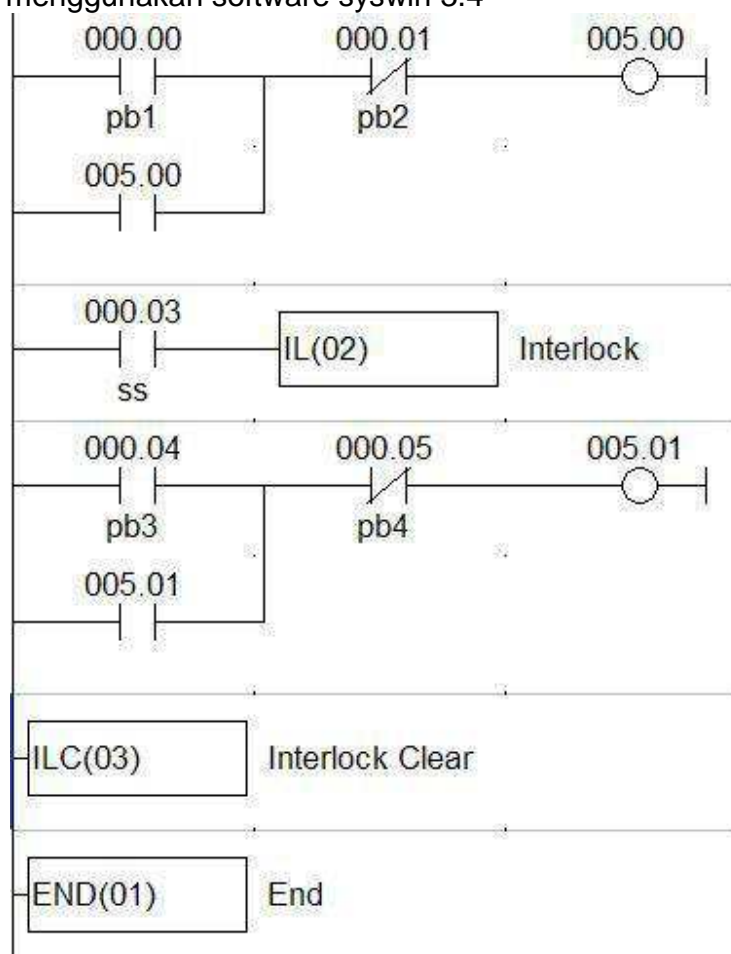 menggunakan software syswin 3.4
000.00 000.01 005.00
pb1 pb2
005.00
000.03
IL(02) Interlock
ss
000.04 000.05 005.01
pb3 pb4
005.01
ILC(03) Interlock Clear
END(01) End